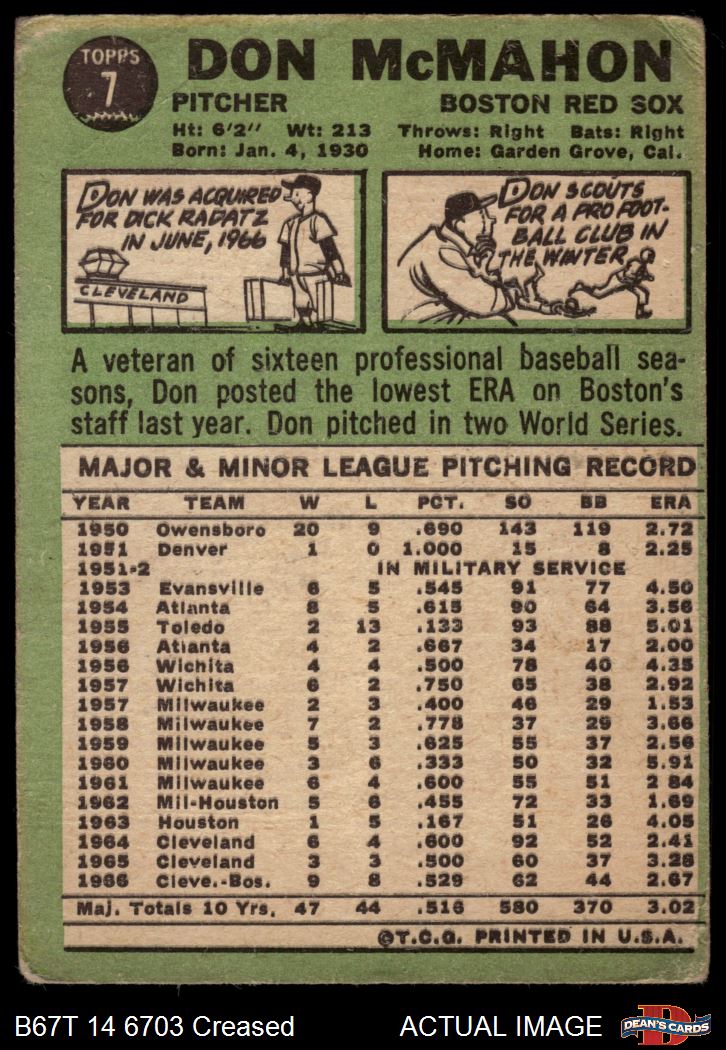 TOPPS
7
DON McMAHON
PITCHER BOSTON RED SOX
Ht: 6'2" Wt: 213 Throws: Right Bats: Right
Born: Jan. 4, 1930 Home: Garden Grove, Cal.
DON WAS ACQUIRED
FOR DICK RADATZ
IN JUNE, 1966
CLEVELAND
DON SCOUTS
FOR A PRO FOOT-
BALL CLUB IN
THE WINTER
A veteran of sixteen professional baseball sea-
sons, Don posted the lowest ERA on Boston's
staff last year. Don pitched in two World Series.
MAJOR & MINOR LEAGUE PITCHING RECORD
YEAR TEAM W L PCT. SO BB ERA
1950 Owensboro 20 9 .690 143 119 2.72
1951 Denver 1 0 1.000 15 8 2.25
1951-2 IN MILITARY SERVICE
1953 Evansville 6 5 .545 91 77 4.50
1954 Atlanta 8 5 .615 90 64 3.56
1955 Toledo 2 13 .133 93 88 5.01
1956 Atlanta 4 2 .667 34 17 2.00
1956 Wichita 4 4 .500 78 40 4.35
1957 Wichita 6 2 .750 65 38 2.92
1957 Milwaukee 2 3 .400 46 29 1.53
1958 Milwaukee 7 2 .778 37 29 3.66
1959 Milwaukee 5 3 .625 55 37 2.56
1960 Milwaukee 3 6 .333 50 32 5.91
1961 Milwaukee 6 4 .600 55 51 2 84
1962 Mil-Houston 5 6 .455 72 33 1.69
1963 Houston 1 5 .167 51 26 4.05
1964 Cleveland 6 4 .600 92 52 2.41
1965 Cleveland 3 3 .500 60 37 3.28
1966 Cleve.-Bos. 9 8 .529 62 44 2.67
Maj. Totals 10 Yrs. 47 44 .516 580 370 3.02
©T.C.G. PRINTED IN U.S.A.
B67T 14 6703 Creased ACTUAL IMAGE
D
DEAN'S CARDS